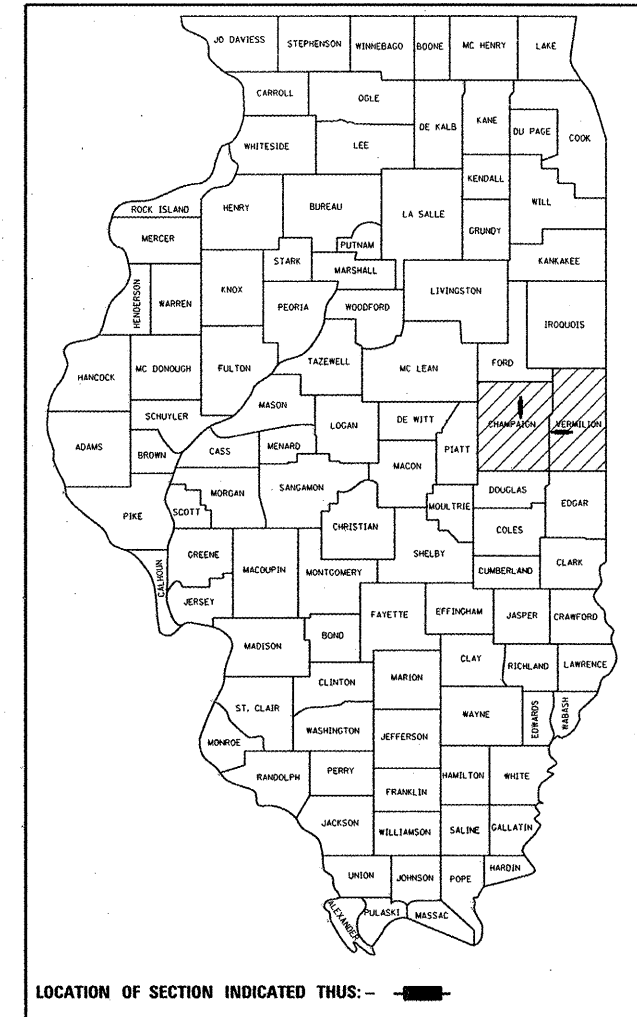 JO DAVIESS STEPHENSON WINNEBAGO BOONE MC HENRY LAKE
CARROLL OGLE DE KALB KANE DU PAGE COOK
WHITESIDE LEE KENDALL WILL
ROCK ISLAND HENRY BUREAU LA SALLE GRUNDY
MERCER PUTNAM KANKAKEE
HENDERSON WARREN KNOX STARK MARSHALL LIVINGSTON
PEORIA WOODFORD IROQUOIS
HANCOCK MC DONOUGH FULTON TAZEWELL MC LEAN FORD
SCHUYLER MASON LOGAN DE WITT CHAMPAIGN VERMILION
ADAMS BROWN CASS MENARD MACON PIATT
PIKE SCOTT MORGAN SANGAMON CHRISTIAN MOULTRIE DOUGLAS EDGAR
COLES
CALHOUN GREENE MACOUPIN MONTGOMERY SHELBY CUMBERLAND CLARK
JERSEY FAYETTE EFFINGHAM JASPER CRAWFORD
MADISON BOND
CLINTON MARION CLAY RICHLAND LAWRENCE
ST. CLAIR WAYNE EDWARDS WABASH
MONROE WASHINGTON JEFFERSON
RANDOLPH PERRY FRANKLIN HAMILTON WHITE
JACKSON WILLIAMSON SALINE GALLATIN
UNION JOHNSON POPE HARDIN
ALEXANDER PULASKI MASSAC
LOCATION OF SECTION INDICATED THUS: -